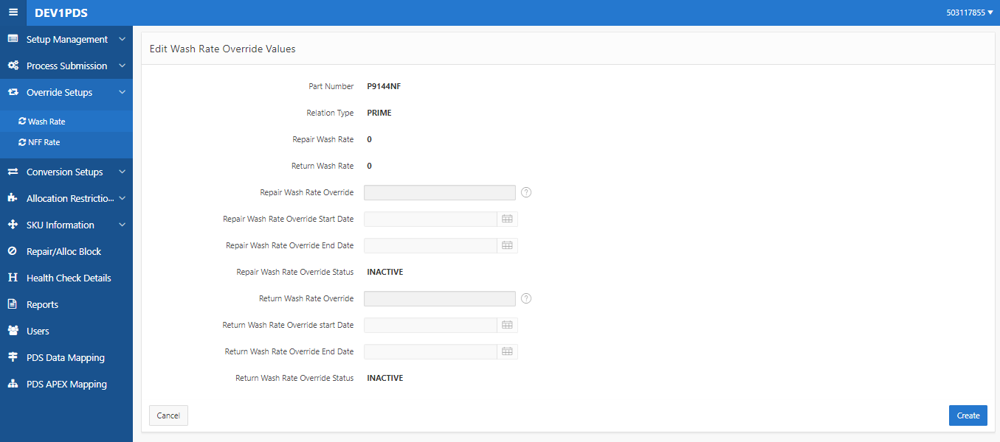 DEV1PDS
503117855
Setup Management
Process Submission
Override Setups
Wash Rate
NFF Rate
Conversion Setups
Allocation Restrictio...
SKU Information
Repair/Alloc Block
Health Check Details
Reports
Users
PDS Data Mapping
PDS APEX Mapping
Edit Wash Rate Override Values
Part Number P9144NF
Relation Type PRIME
Repair Wash Rate 0
Return Wash Rate 0
Repair Wash Rate Override ?
Repair Wash Rate Override Start Date
Repair Wash Rate Override End Date
Repair Wash Rate Override Status INACTIVE
Return Wash Rate Override ?
Return Wash Rate Override start Date
Return Wash Rate Override End Date
Return Wash Rate Override Status INACTIVE
Cancel Create